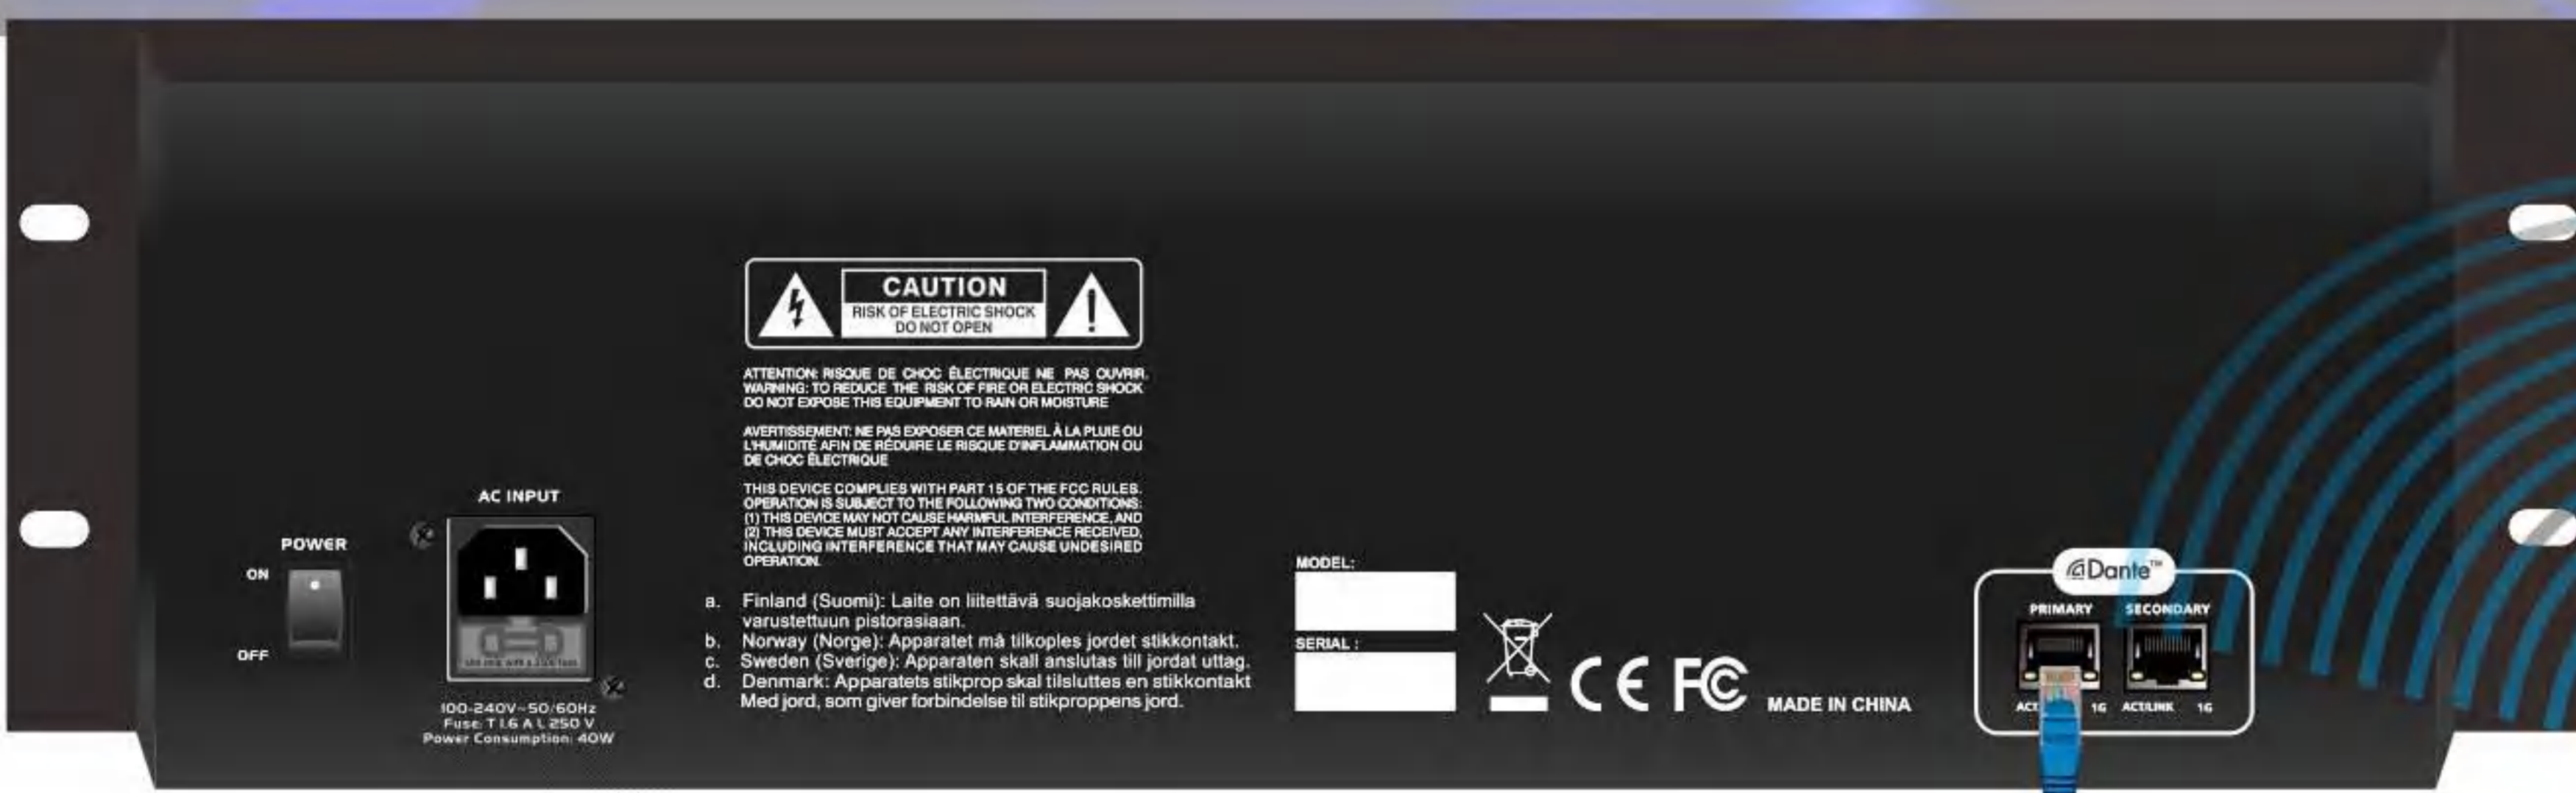 CAUTION
RISK OF ELECTRIC SHOCK
DO NOT OPEN
ATTENTION: RISQUE DE CHOC ÉLECTRIQUE NE PAS OUVRIR.
WARNING: TO REDUCE THE RISK OF FIRE OR ELECTRIC SHOCK
DO NOT EXPOSE THIS EQUIPMENT TO RAIN OR MOISTURE
AVERTISSEMENT: NE PAS EXPOSER CE MATERIEL À LA PLUIE OU
L'HUMIDITÉ AFIN DE RÉDUIRE LE RISQUE D'INFLAMMATION OU
DE CHOC ÉLECTRIQUE
THIS DEVICE COMPLIES WITH PART 15 OF THE FCC RULES.
OPERATION IS SUBJECT TO THE FOLLOWING TWO CONDITIONS:
(1) THIS DEVICE MAY NOT CAUSE HARMFUL INTERFERENCE, AND
(2) THIS DEVICE MUST ACCEPT ANY INTERFERENCE RECEIVED,
INCLUDING INTERFERENCE THAT MAY CAUSE UNDESIRED
OPERATION.
a. Finland (Suomi): Laite on liitettävä suojakoskettimilla
varustettuun pistorasiaan.
b. Norway (Norge): Apparatet må tilkoples jordet stikkontakt.
c. Sweden (Sverige): Apparaten skall anslutas till jordat uttag.
d. Denmark: Apparatets stikprop skal tilsluttes en stikkontakt
Med jord, som giver forbindelse til stikproppens jord.
POWER
ON
OFF
AC INPUT
100-240V~50/60Hz
Fuse: T1.6 A L 250 V
Power Consumption: 40W
MODEL:
SERIAL :
CE FC
MADE IN CHINA
Dante™
PRIMARY SECONDARY
ACT 1G ACT/LINK 1G